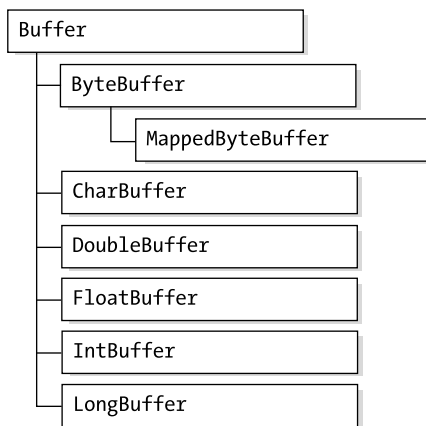 Buffer
ByteBuffer
MappedByteBuffer
CharBuffer
DoubleBuffer
FloatBuffer
IntBuffer
LongBuffer